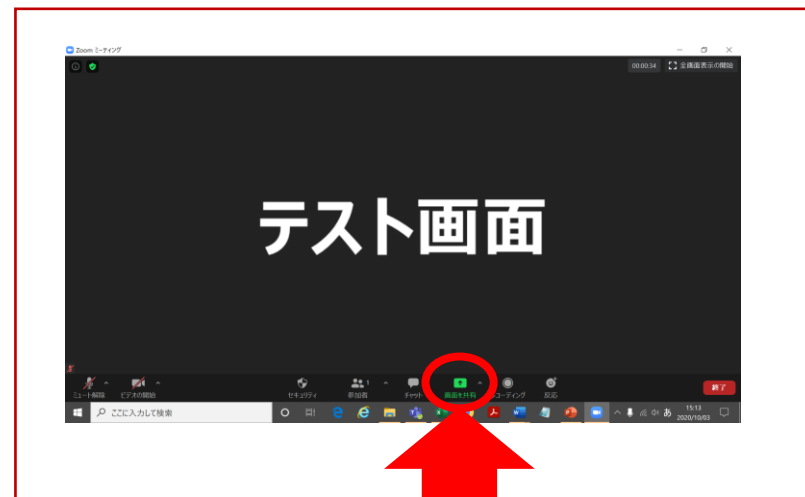 Zoom ミーティング
00:00:34 全画面表示の開始
テスト画面
ミュート解除 ビデオの開始 セキュリティ 参加者 1 チャット 画面を共有 レコーディング 反応 終了
ここに入力して検索 あ 15:13
2020/10/03